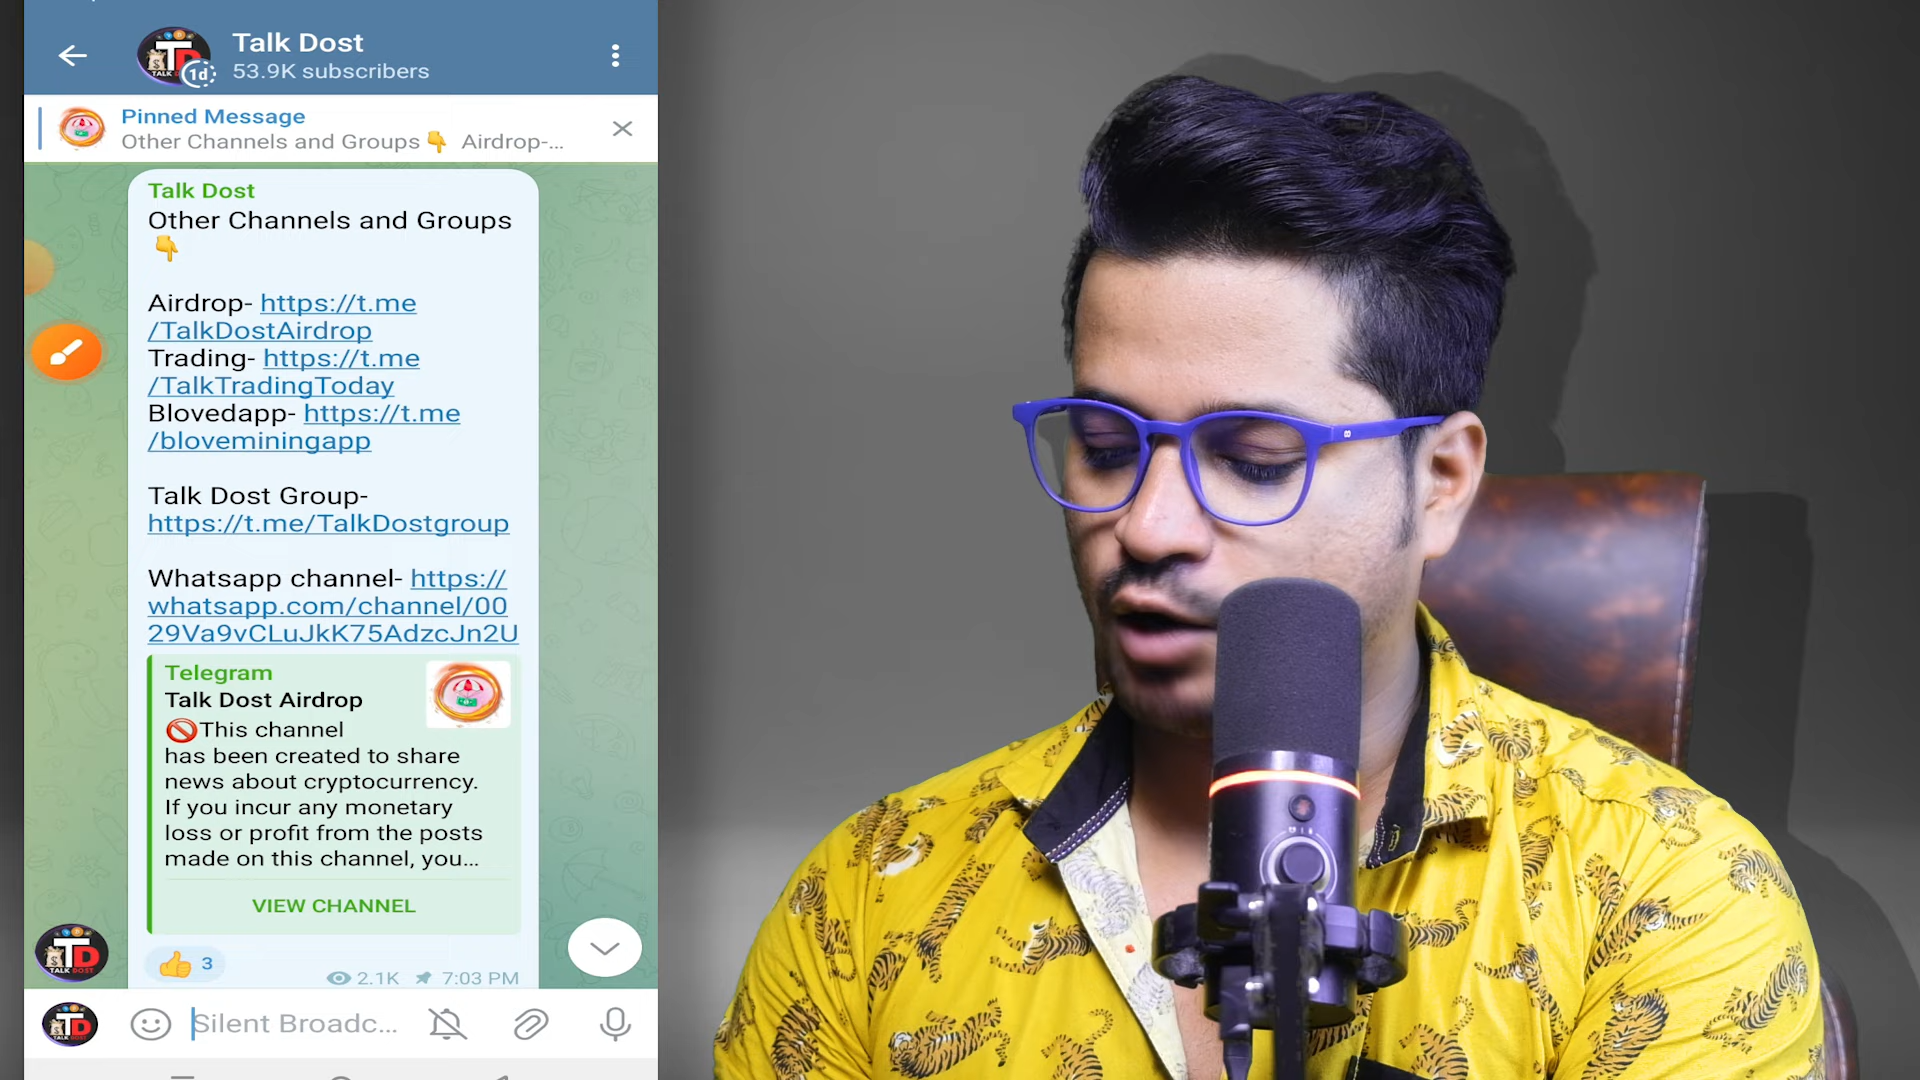 Talk Dost
53.9K subscribers
1d
Pinned Message
Other Channels and Groups👇 Airdrop-...
Talk Dost
Other Channels and Groups
👇
Airdrop- https://t.me
/TalkDostAirdrop
Trading- https://t.me
/TalkTradingToday
Blovedapp- https://t.me
/bloveminingapp
Talk Dost Group-
https://t.me/TalkDostgroup
Whatsapp channel- https://
whatsapp.com/channel/00
29Va9vCLuJkK75AdzcJn2U
Telegram
Talk Dost Airdrop
🚫This channel
has been created to share
news about cryptocurrency.
If you incur any monetary
loss or profit from the posts
made on this channel, you...
VIEW CHANNEL
👍 3
2.1K 7:03 PM
TD
TALK DOST
Silent Broadc...